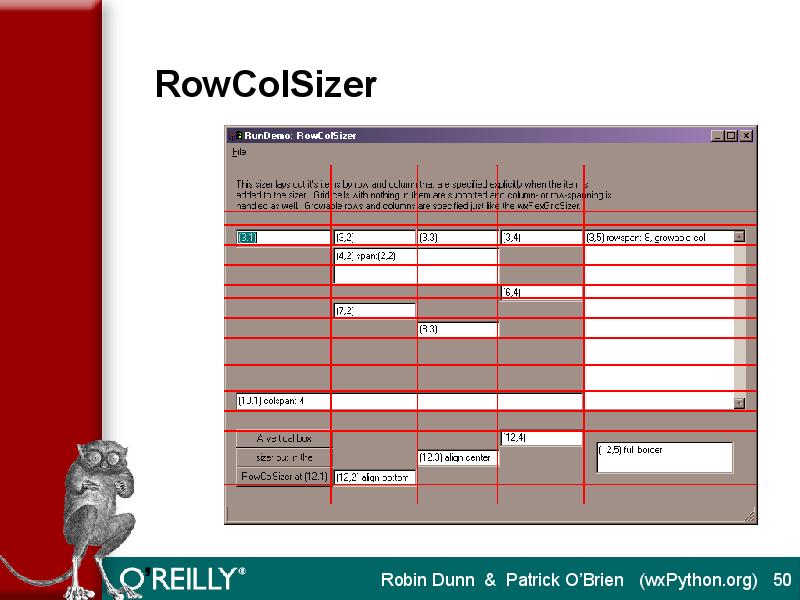 RowColSizer
RunDemo: RowColSizer
File
This sizer lays out it's items by row and column that are specified explicitly when the item is
added to the sizer. Grid cells with nothing in them are supported and column- or row-spanning is
handled as well. Growable rows and columns are specified just like the wxFlexGridSizer.
(3,1) (3,2) (3,3) (3,4) (3,5) rowspan: 8, growable col
(4,2) span:(2,2)
(6,4)
(7,2)
(8,3)
(10,1) colspan: 4
A vertical box (12,4)
sizer put in the (12,3) align center (12,5) full border
RowColSizer at (12,1) (12,2) align bottom
O'REILLY® Robin Dunn & Patrick O'Brien (wxPython.org) 50